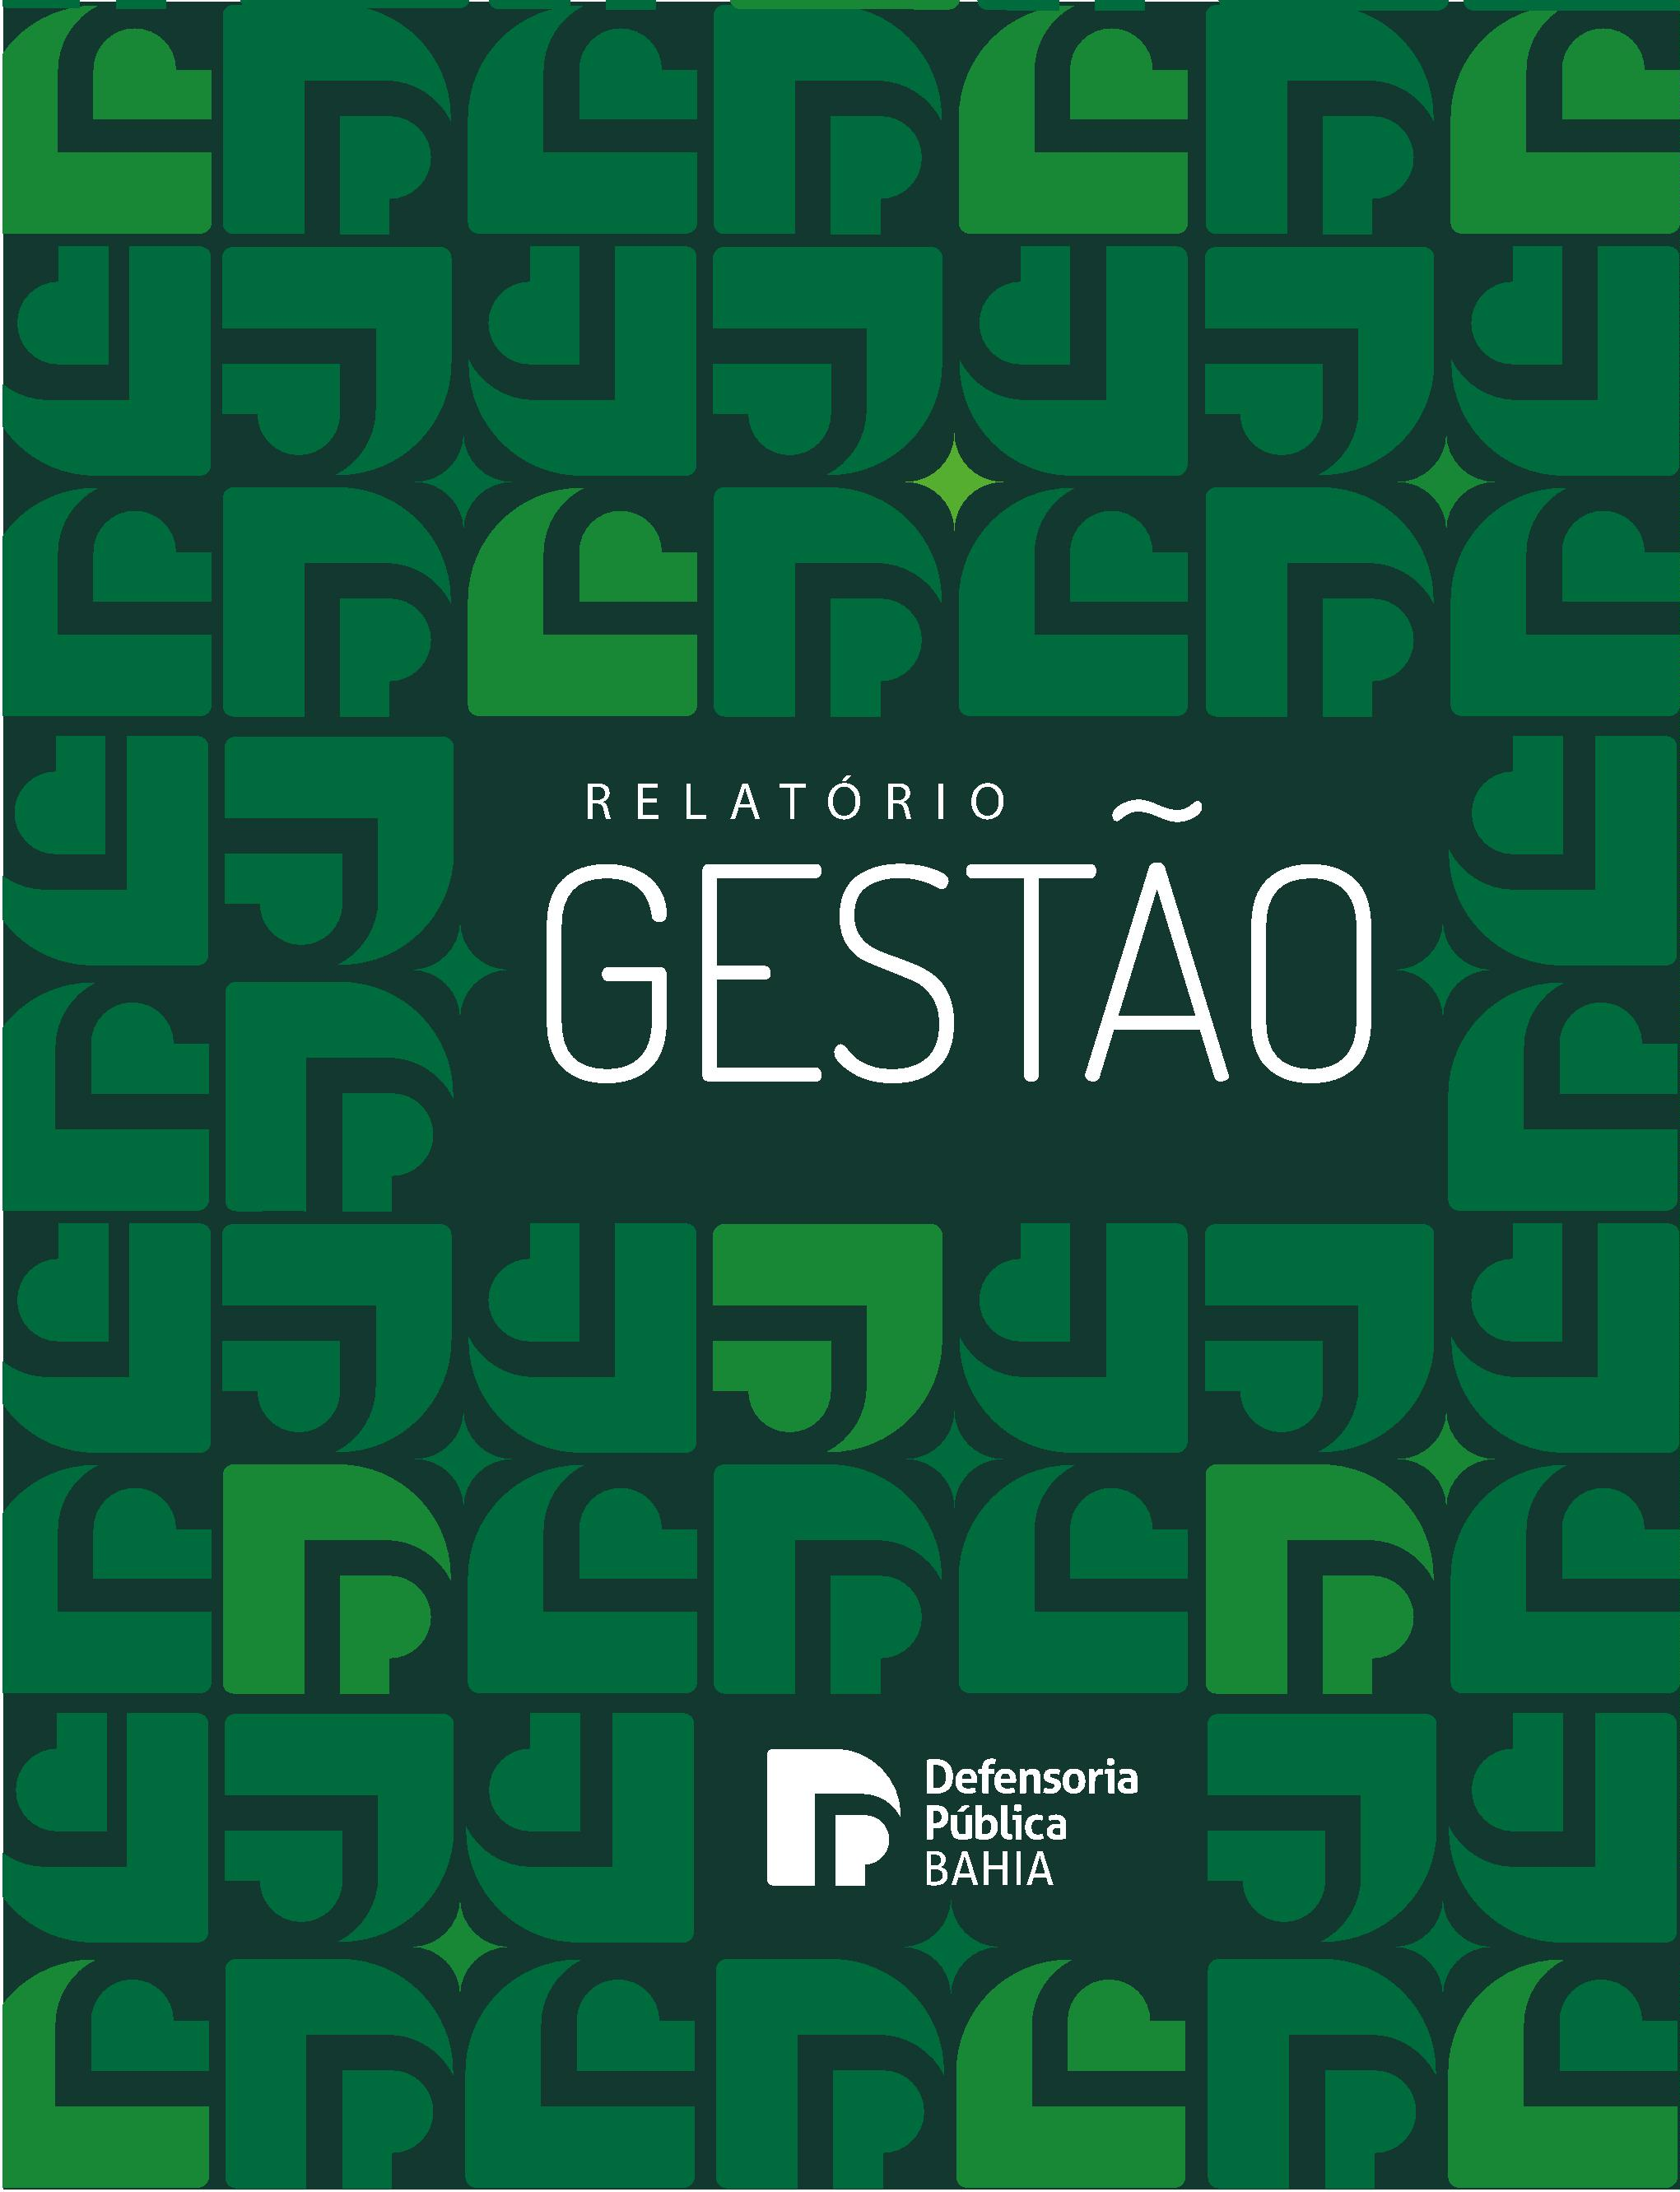 RELATÓRIO
GESTÃO
Defensoria
Pública
BAHIA